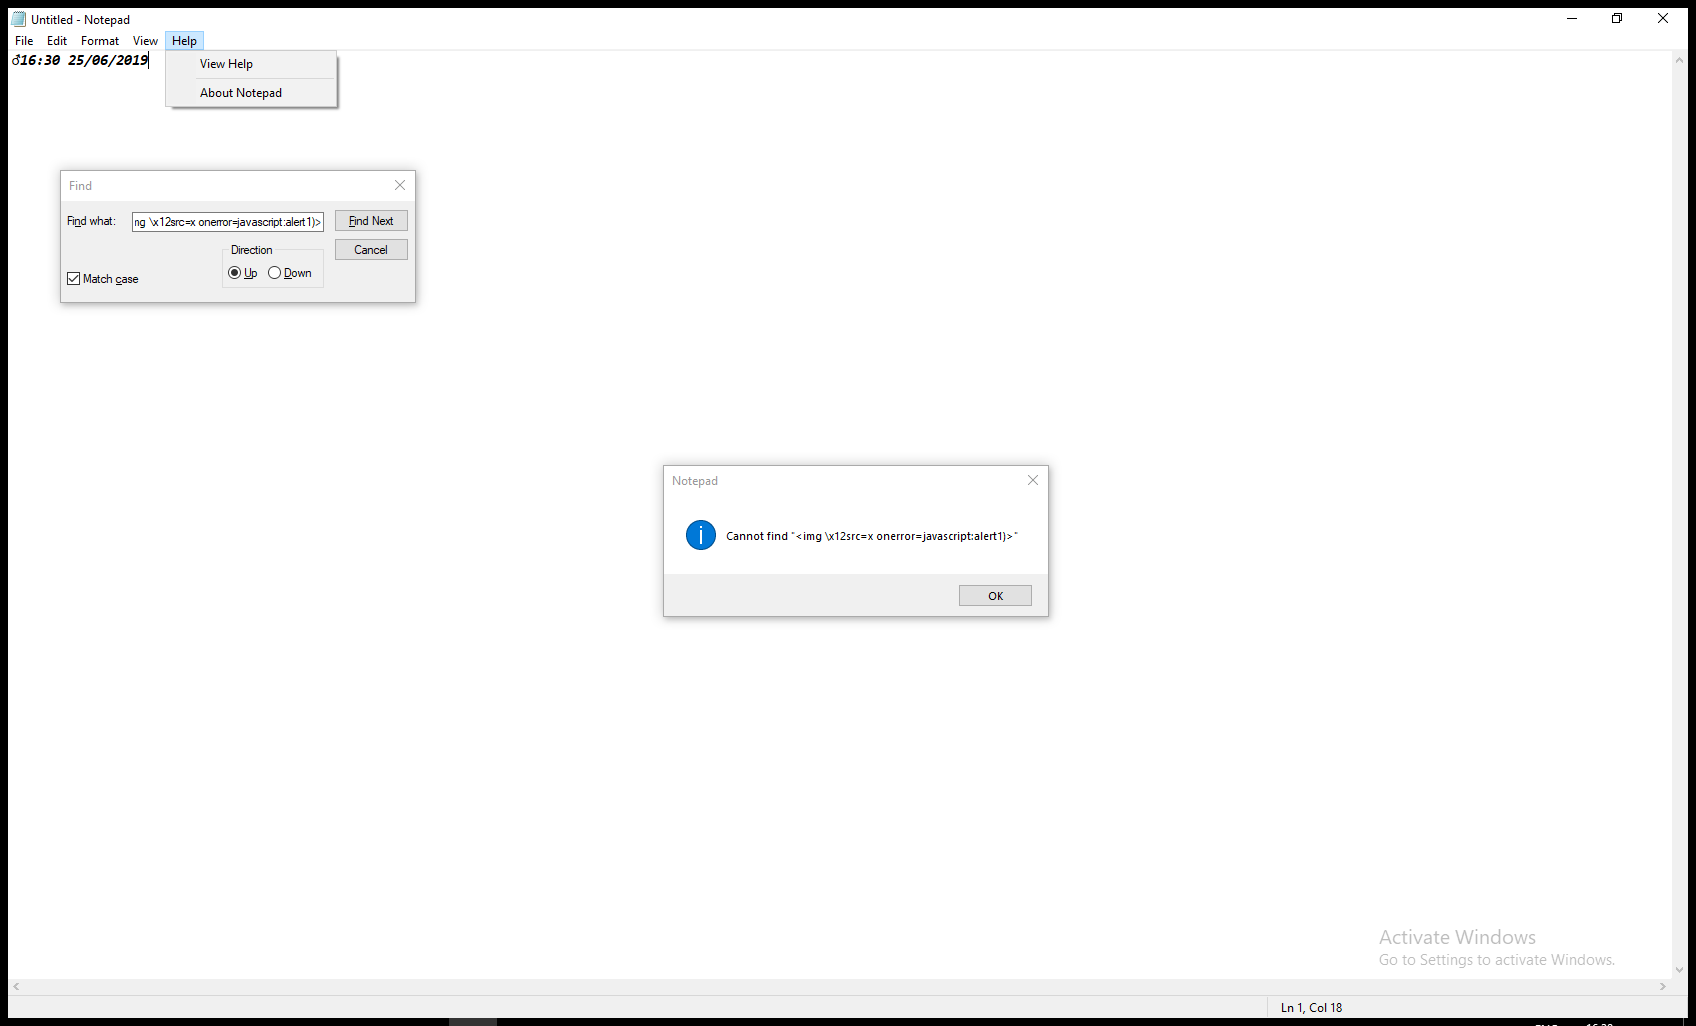 Untitled - Notepad
File Edit Format View Help
♂16:30 25/06/2019
View Help
About Notepad
Find
Find what: ng \x12src=x onerror=javascript:alert1)> Find Next
Direction Cancel
Up Down
Match case
Notepad
Cannot find "<img \x12src=x onerror=javascript:alert1)>"
OK
Activate Windows
Go to Settings to activate Windows.
Ln 1, Col 18